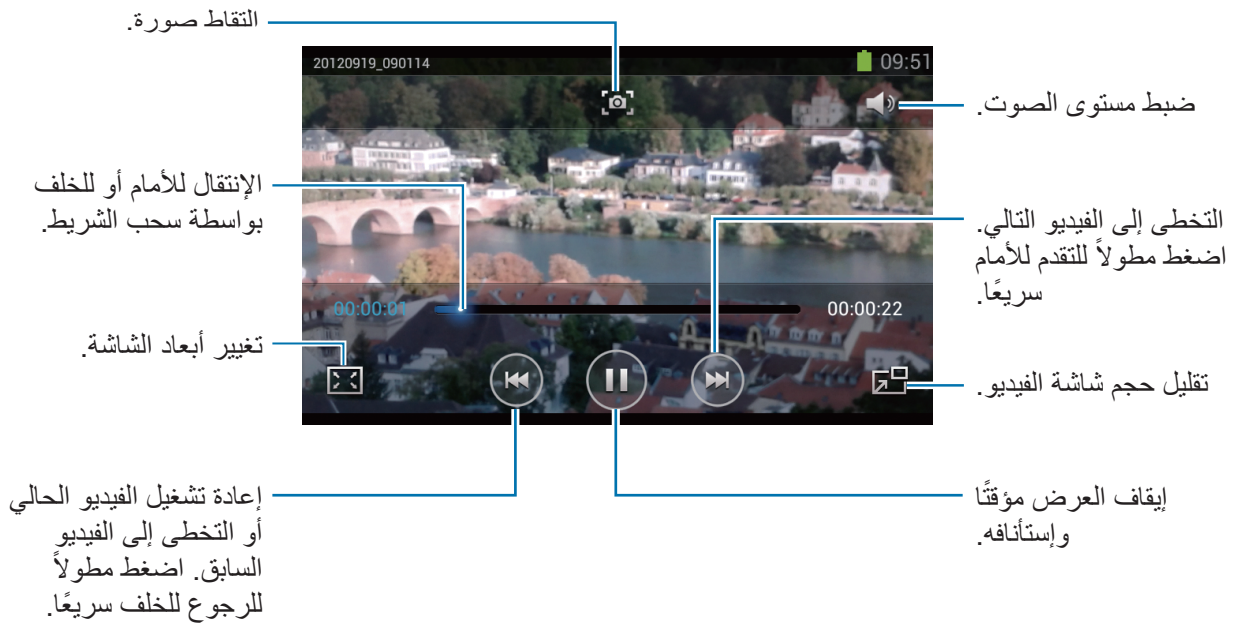 التقاط صورة.
20120919_090114
09:51
ضبط مستوى الصوت.
الإنتقال للأمام أو للخلف
بواسطة سحب الشريط.
التخطى إلى الفيديو التالي.
اضغط مطولاً للتقدم للأمام
سريعًا.
00:00:01
00:00:22
تغيير أبعاد الشاشة.
تقليل حجم شاشة الفيديو.
إعادة تشغيل الفيديو الحالي
أو التخطى إلى الفيديو
السابق. اضغط مطولاً
للرجوع للخلف سريعًا.
إيقاف العرض مؤقتًا
وإستأنافه.